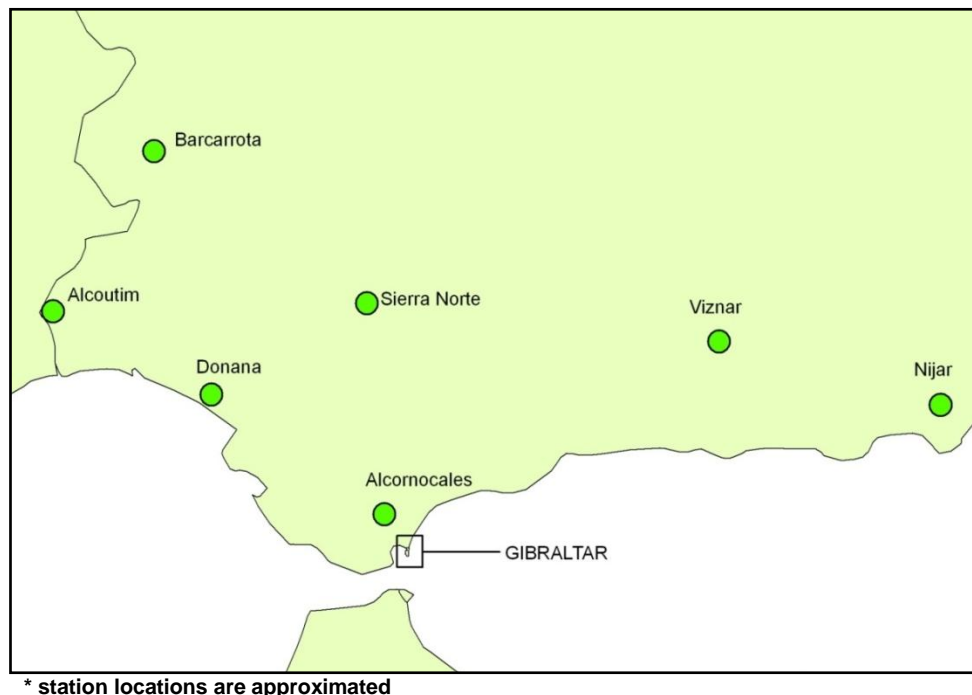 Barcarrota
Alcoutim
Sierra Norte
Viznar
Donana
Nijar
Alcornocales
GIBRALTAR
* station locations are approximated